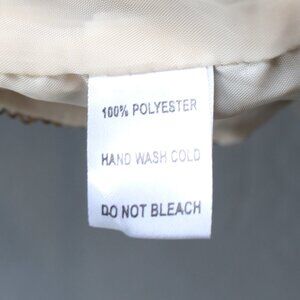 100% POLYESTER
HAND WASH COLD
DO NOT BLEACH